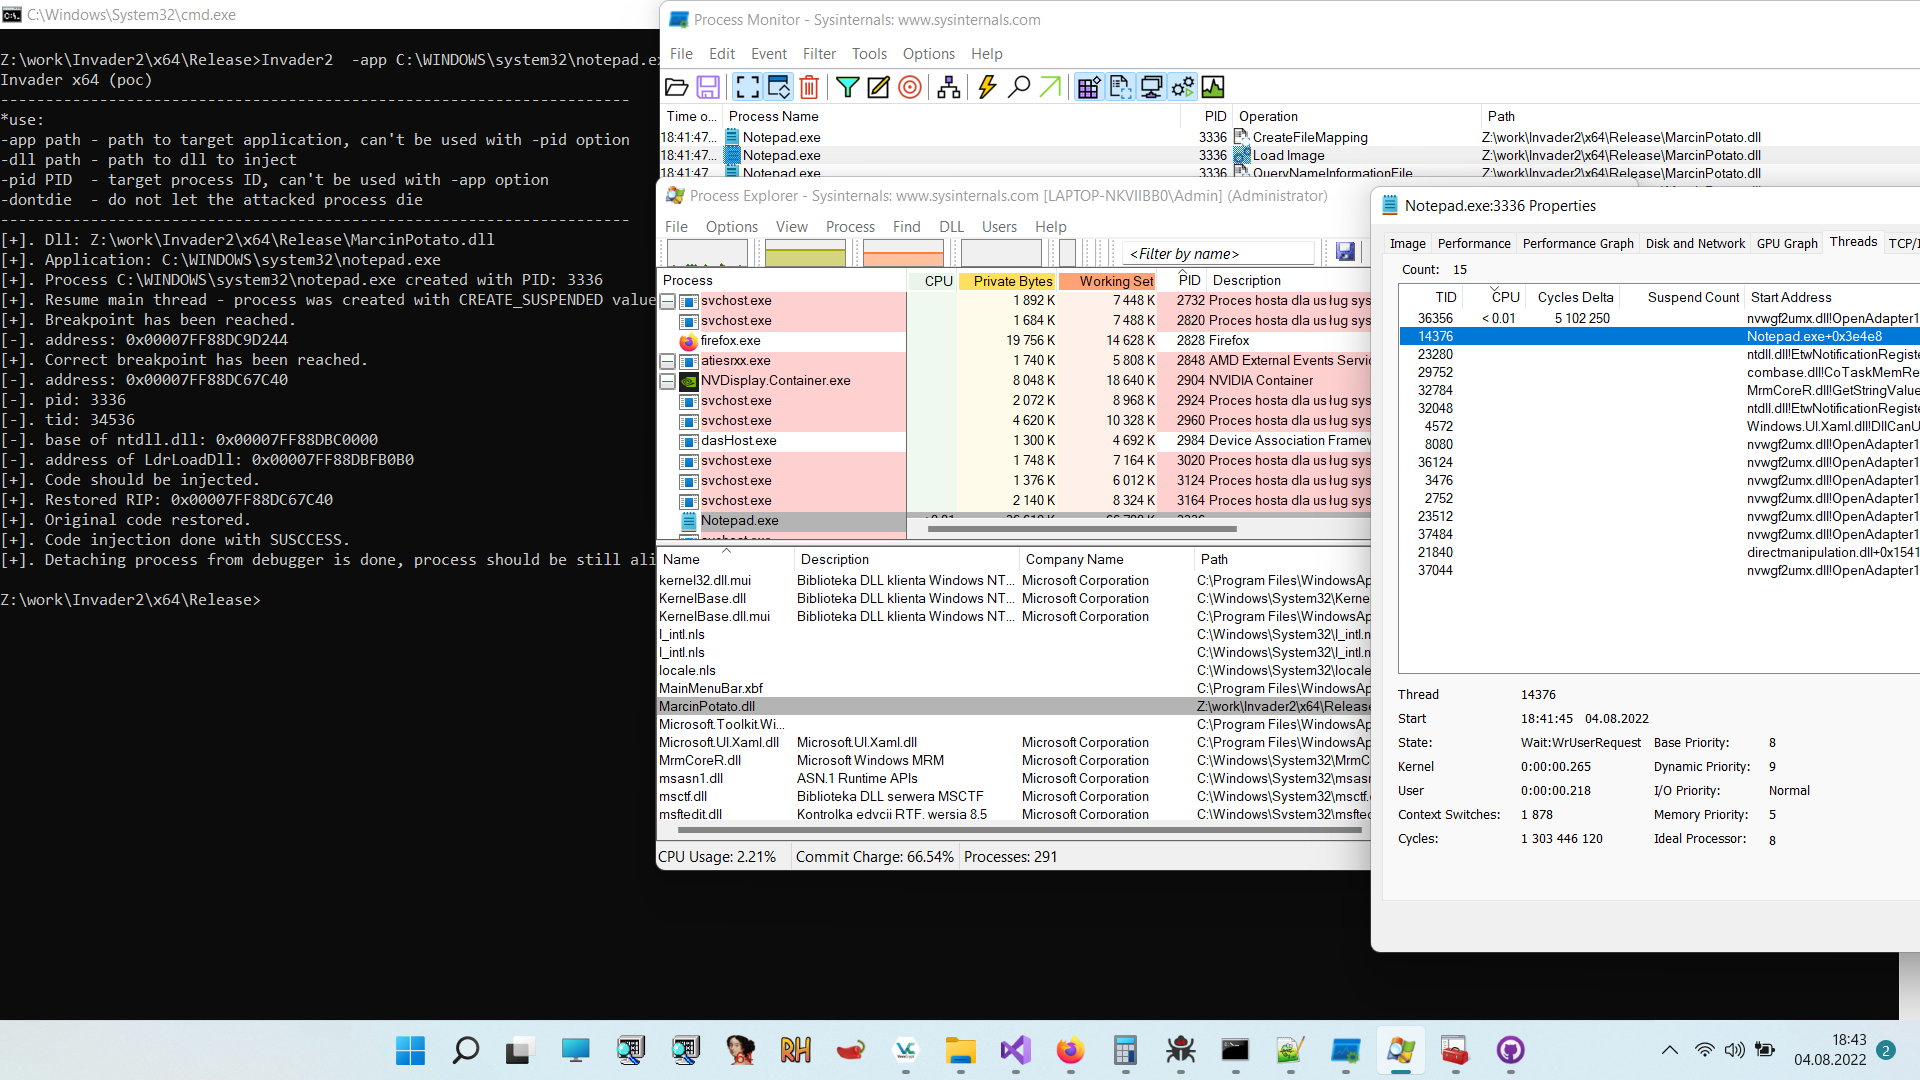 C:\Windows\System32\cmd.exe
Z:\work\Invader2\x64\Release>Invader2  -app C:\WINDOWS\system32\notepad.ex
Invader x64 (poc)
----------------------------------------------------------------------
*use:
-app path - path to target application, can't be used with -pid option
-dll path - path to dll to inject
-pid PID  - target process ID, can't be used with -app option
-dontdie  - do not let the attacked process die
----------------------------------------------------------------------
[+]. Dll: Z:\work\Invader2\x64\Release\MarcinPotato.dll
[+]. Application: C:\WINDOWS\system32\notepad.exe
[+]. Process C:\WINDOWS\system32\notepad.exe created with PID: 3336
[+]. Resume main thread - process was created with CREATE_SUSPENDED value
[+]. Breakpoint has been reached.
[-]. address: 0x00007FF88DC9D244
[+]. Correct breakpoint has been reached.
[-]. address: 0x00007FF88DC67C40
[-]. pid: 3336
[-]. tid: 34536
[-]. base of ntdll.dll: 0x00007FF88DBC0000
[-]. address of LdrLoadDll: 0x00007FF88DBFB0B0
[+]. Code should be injected.
[+]. Restored RIP: 0x00007FF88DC67C40
[+]. Original code restored.
[+]. Code injection done with SUSCCESS.
[+]. Detaching process from debugger is done, process should be still ali
Z:\work\Invader2\x64\Release>
Process Monitor - Sysinternals: www.sysinternals.com
File Edit Event Filter Tools Options Help
Time o... Process Name PID Operation Path
18:41:47... Notepad.exe 3336 CreateFileMapping Z:\work\Invader2\x64\Release\MarcinPotato.dll
18:41:47... Notepad.exe 3336 Load Image Z:\work\Invader2\x64\Release\MarcinPotato.dll
18:41:47... Notepad.exe 3336 QueryNameInformationFile Z:\work\Invader2\x64\Release\MarcinPotato.dll
Process Explorer - Sysinternals: www.sysinternals.com [LAPTOP-NKVIIBB0\Admin] (Administrator)
File Options View Process Find DLL Users Help
<Filter by name>
Process CPU Private Bytes Working Set PID Description
svchost.exe 1 892 K 7 448 K 2732 Proces hosta dla usług sys
svchost.exe 1 684 K 7 488 K 2820 Proces hosta dla usług sys
firefox.exe 19 756 K 14 628 K 2828 Firefox
atiesrxx.exe 1 740 K 5 808 K 2848 AMD External Events Servi
NVDisplay.Container.exe 8 048 K 18 640 K 2904 NVIDIA Container
svchost.exe 2 072 K 8 968 K 2924 Proces hosta dla usług sys
svchost.exe 4 620 K 10 328 K 2960 Proces hosta dla usług sys
dasHost.exe 1 300 K 4 692 K 2984 Device Association Framew
svchost.exe 1 748 K 7 164 K 3020 Proces hosta dla usług sys
svchost.exe 1 376 K 6 012 K 3124 Proces hosta dla usług sys
svchost.exe 2 140 K 8 324 K 3164 Proces hosta dla usług sys
Notepad.exe
Name Description Company Name Path
kernel32.dll.mui Biblioteka DLL klienta Windows NT... Microsoft Corporation C:\Program Files\WindowsAp
KernelBase.dll Biblioteka DLL klienta Windows NT... Microsoft Corporation C:\Windows\System32\Kerne
KernelBase.dll.mui Biblioteka DLL klienta Windows NT... Microsoft Corporation C:\Program Files\WindowsAp
l_intl.nls C:\Windows\System32\l_intl.n
l_intl.nls C:\Windows\System32\l_intl.n
locale.nls C:\Windows\System32\locale
MainMenuBar.xbf C:\Program Files\WindowsAp
MarcinPotato.dll Z:\work\Invader2\x64\Release
Microsoft.Toolkit.Wi... C:\Program Files\WindowsAp
Microsoft.UI.Xaml.dll Microsoft.UI.Xaml.dll Microsoft Corporation C:\Program Files\WindowsAp
MrmCoreR.dll Microsoft Windows MRM Microsoft Corporation C:\Windows\System32\MrmC
msasn1.dll ASN.1 Runtime APIs Microsoft Corporation C:\Windows\System32\msasn
msctf.dll Biblioteka DLL serwera MSCTF Microsoft Corporation C:\Windows\System32\msctf.
msftedit.dll Kontrolka edycji RTF, wersja 8.5 Microsoft Corporation C:\Windows\System32\msfted
CPU Usage: 2.21% Commit Charge: 66.54% Processes: 291
Notepad.exe:3336 Properties
Image Performance Performance Graph Disk and Network GPU Graph Threads TCP/I
Count: 15
TID CPU Cycles Delta Suspend Count Start Address
36356 < 0.01 5 102 250 nvwgf2umx.dll!OpenAdapter1
14376 Notepad.exe+0x3e4e8
23280 ntdll.dll!EtwNotificationRegiste
29752 combase.dll!CoTaskMemRe
32784 MrmCoreR.dll!GetStringValue
32048 ntdll.dll!EtwNotificationRegiste
4572 Windows.UI.Xaml.dll!DllCanU
8080 nvwgf2umx.dll!OpenAdapter1
36124 nvwgf2umx.dll!OpenAdapter1
3476 nvwgf2umx.dll!OpenAdapter1
2752 nvwgf2umx.dll!OpenAdapter1
23512 nvwgf2umx.dll!OpenAdapter1
37484 nvwgf2umx.dll!OpenAdapter1
21840 directmanipulation.dll+0x1541
37044 nvwgf2umx.dll!OpenAdapter1
Thread 14376
Start 18:41:45 04.08.2022
State: Wait:WrUserRequest Base Priority: 8
Kernel 0:00:00.265 Dynamic Priority: 9
User 0:00:00.218 I/O Priority: Normal
Context Switches: 1 878 Memory Priority: 5
Cycles: 1 303 446 120 Ideal Processor: 8
64 RH VC
18:43
04.08.2022 2